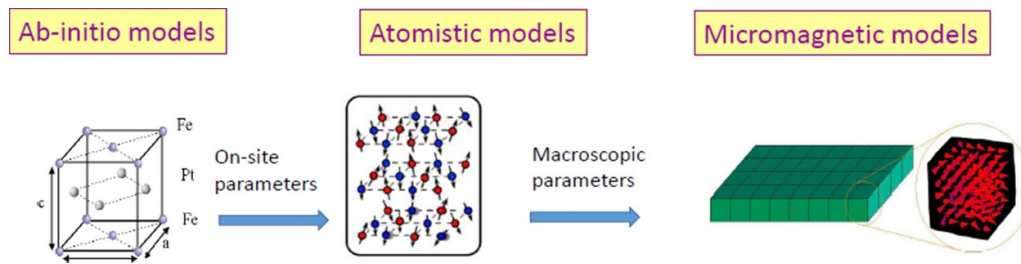 Ab-initio models
Atomistic models
Micromagnetic models
Fe
Pt
Fe
c
a
On-site
parameters
Macroscopic
parameters